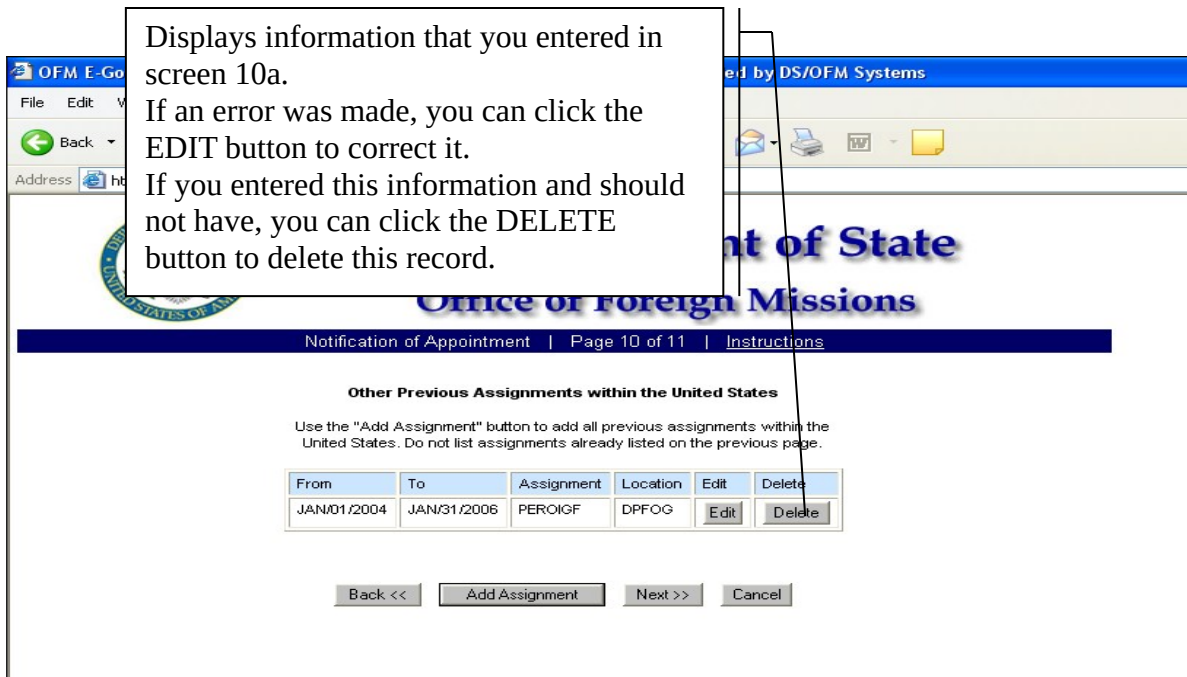 Displays information that you entered in
screen 10a.
If an error was made, you can click the
EDIT button to correct it.
If you entered this information and should
not have, you can click the DELETE
button to delete this record.
OFM E-Go ed by DS/OFM Systems
File Edit
Back
Address
of State
Office of Foreign Missions
STATES OF
Notification of Appointment | Page 10 of 11 | Instructions
Other Previous Assignments within the United States
Use the "Add Assignment" button to add all previous assignments within the
United States. Do not list assignments already listed on the previous page.
From To Assignment Location Edit Delete
JAN/01/2004 JAN/31/2006 PEROIGF DPFOG Edit Delete
Back << Add Assignment Next >> Cancel